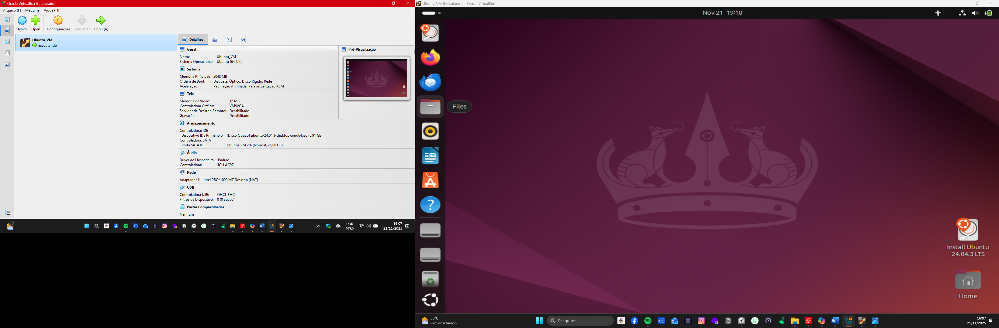 Oracle VirtualBox Gerenciador
Arquivo (F) Máquina Ajuda (H)
Novo Open Configurações Descartar Exibir (h)
x64
Ubuntu_VM
Executando
Detalhes
Geral
Nome: Ubuntu_VM
Sistema Operacional: Ubuntu (64-bit)
Sistema
Memória Principal: 2048 MB
Ordem de Boot: Disquete, Óptico, Disco Rígido, Rede
Aceleração: Paginação Aninhada, Paravirtualização KVM
Tela
Memória de Vídeo: 16 MB
Controladora Gráfica: VMSVGA
Servidor de Desktop Remoto: Desabilitado
Gravação: Desabilitado
Pré-Visualização
Armazenamento
Controladora: IDE
Dispositivo IDE Primário 0: [Disco Óptico] ubuntu-24.04.3-desktop-amd64.iso (5,91 GB)
Controladora: SATA
Porta SATA 0: Ubuntu_VM.vdi (Normal, 25,00 GB)
Áudio
Driver do Hospedeiro: Padrão
Controladora: ICH AC97
Rede
Adaptador 1: Intel PRO/1000 MT Desktop (NAT)
USB
Controladora USB: OHCI, EHCI
Filtros de Dispositivo: 0 (0 ativos)
Pastas Compartilhadas
Nenhum
33°
POR
PTB2
16:07
21/11/2025
Ubuntu_VM [Executando] - Oracle VirtualBox
Nov 21 19:10
Files
Install Ubuntu
24.04.3 LTS
Home
33°C
Parc ensolarado
Pesquisar
16:07
21/11/2025